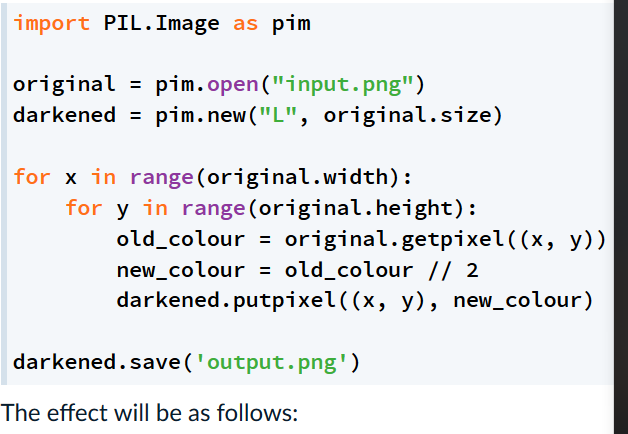 import PIL.Image as pim

original = pim.open("input.png")
darkened = pim.new("L", original.size)

for x in range(original.width):
    for y in range(original.height):
        old_colour = original.getpixel((x, y))
        new_colour = old_colour // 2
        darkened.putpixel((x, y), new_colour)

darkened.save('output.png')
The effect will be as follows: